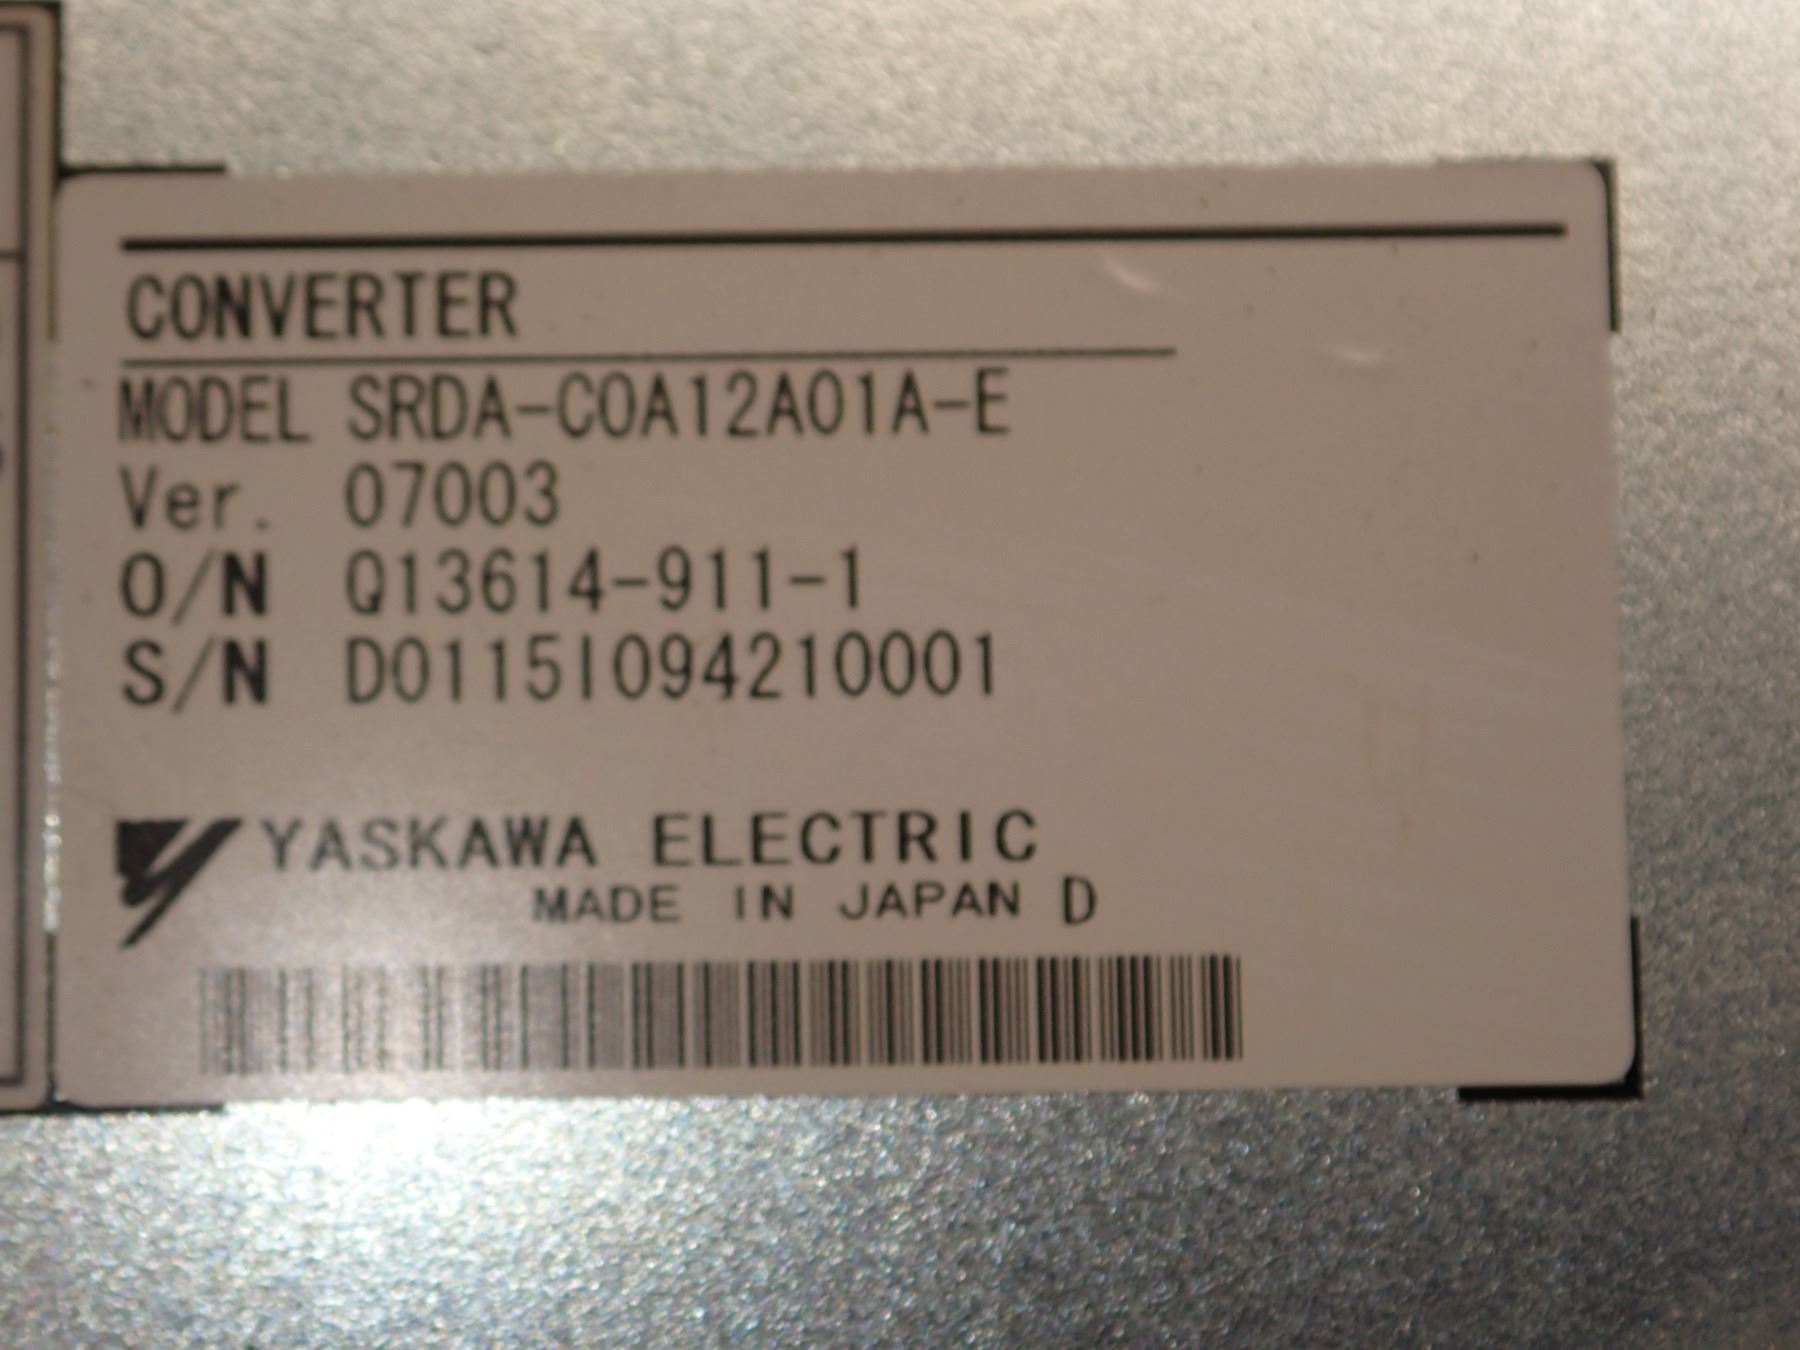 CONVERTER
MODEL SRDA-COA12A01A-E
Ver. 07003
O/N Q13614-911-1
S/N D0115I094210001
YASKAWA ELECTRIC
MADE IN JAPAN D